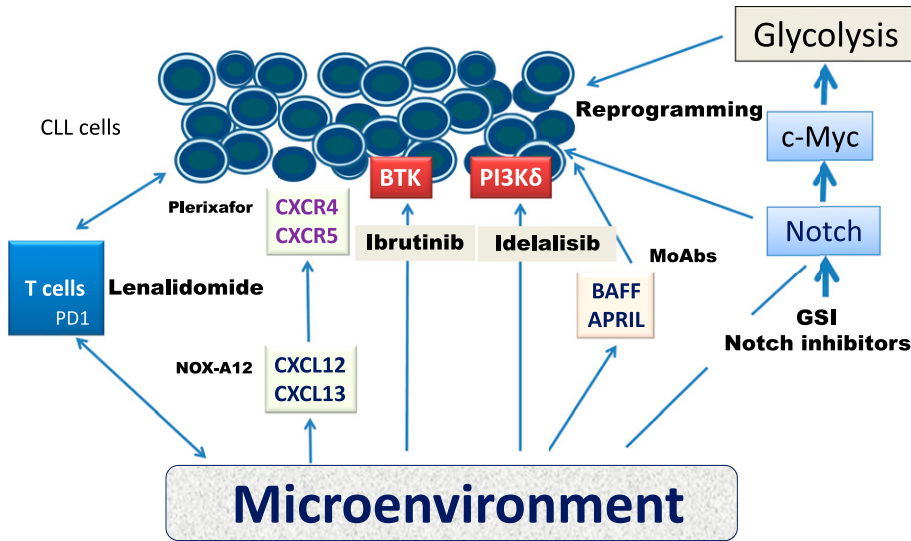 Glycolysis
Reprogramming
CLL cells
c-Myc
BTK
PI3Kδ
Plerixafor
CXCR4
CXCR5
Ibrutinib
Idelalisib
Notch
MoAbs
T cells
PD1
Lenalidomide
BAFF
APRIL
GSI
Notch inhibitors
NOX-A12
CXCL12
CXCL13
Microenvironment